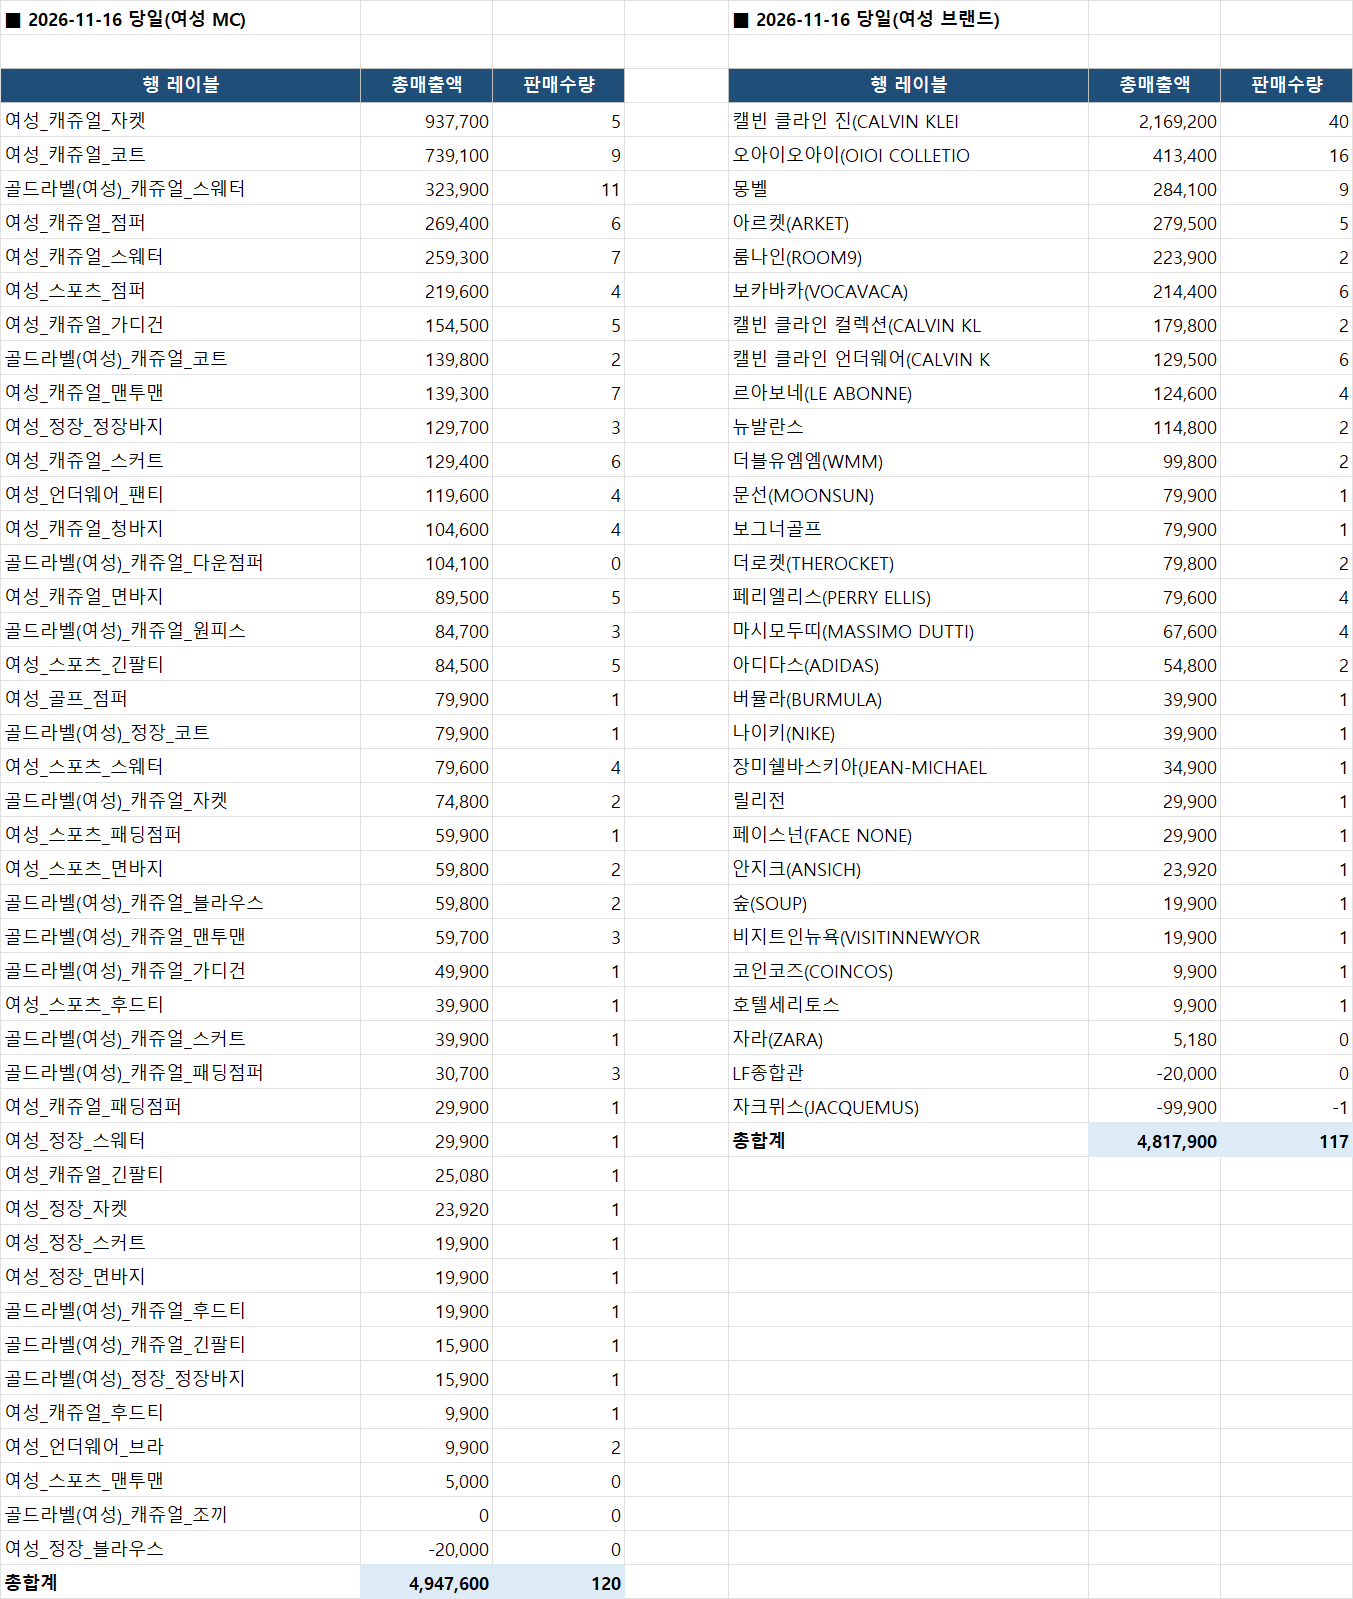 ■ 2026-11-16 당일(여성 MC)
행 레이블 총매출액 판매수량
여성_캐쥬얼_자켓 937,700 5
여성_캐쥬얼_코트 739,100 9
골드라벨(여성)_캐쥬얼_스웨터 323,900 11
여성_캐쥬얼_점퍼 269,400 6
여성_캐쥬얼_스웨터 259,300 7
여성_스포츠_점퍼 219,600 4
여성_캐쥬얼_가디건 154,500 5
골드라벨(여성)_캐쥬얼_코트 139,800 2
여성_캐쥬얼_맨투맨 139,300 7
여성_정장_정장바지 129,700 3
여성_캐쥬얼_스커트 129,400 6
여성_언더웨어_팬티 119,600 4
여성_캐쥬얼_청바지 104,600 4
골드라벨(여성)_캐쥬얼_다운점퍼 104,100 0
여성_캐쥬얼_면바지 89,500 5
골드라벨(여성)_캐쥬얼_원피스 84,700 3
여성_스포츠_긴팔티 84,500 5
여성_골프_점퍼 79,900 1
골드라벨(여성)_정장_코트 79,900 1
여성_스포츠_스웨터 79,600 4
골드라벨(여성)_캐쥬얼_자켓 74,800 2
여성_스포츠_패딩점퍼 59,900 1
여성_스포츠_면바지 59,800 2
골드라벨(여성)_캐쥬얼_블라우스 59,800 2
골드라벨(여성)_캐쥬얼_맨투맨 59,700 3
골드라벨(여성)_캐쥬얼_가디건 49,900 1
여성_스포츠_후드티 39,900 1
골드라벨(여성)_캐쥬얼_스커트 39,900 1
골드라벨(여성)_캐쥬얼_패딩점퍼 30,700 3
여성_캐쥬얼_패딩점퍼 29,900 1
여성_정장_스웨터 29,900 1
여성_캐쥬얼_긴팔티 25,080 1
여성_정장_자켓 23,920 1
여성_정장_스커트 19,900 1
여성_정장_면바지 19,900 1
골드라벨(여성)_캐쥬얼_후드티 19,900 1
골드라벨(여성)_캐쥬얼_긴팔티 15,900 1
골드라벨(여성)_정장_정장바지 15,900 1
여성_캐쥬얼_후드티 9,900 1
여성_언더웨어_브라 9,900 2
여성_스포츠_맨투맨 5,000 0
골드라벨(여성)_캐쥬얼_조끼 0 0
여성_정장_블라우스 -20,000 0
총합계 4,947,600 120
■ 2026-11-16 당일(여성 브랜드)
행 레이블 총매출액 판매수량
캘빈 클라인 진(CALVIN KLEI 2,169,200 40
오아이오아이(OIOI COLLETIO 413,400 16
몽벨 284,100 9
아르켓(ARKET) 279,500 5
룸나인(ROOM9) 223,900 2
보카바카(VOCAVACA) 214,400 6
캘빈 클라인 컬렉션(CALVIN KL 179,800 2
캘빈 클라인 언더웨어(CALVIN K 129,500 6
르아보네(LE ABONNE) 124,600 4
뉴발란스 114,800 2
더블유엠엠(WMM) 99,800 2
문선(MOONSUN) 79,900 1
보그너골프 79,900 1
더로켓(THEROCKET) 79,800 2
페리엘리스(PERRY ELLIS) 79,600 4
마시모두띠(MASSIMO DUTTI) 67,600 4
아디다스(ADIDAS) 54,800 2
버뮬라(BURMULA) 39,900 1
나이키(NIKE) 39,900 1
장미쉘바스키아(JEAN-MICHAEL 34,900 1
릴리전 29,900 1
페이스넌(FACE NONE) 29,900 1
안지크(ANSICH) 23,920 1
숲(SOUP) 19,900 1
비지트인뉴욕(VISITINNEWYOR 19,900 1
코인코즈(COINCOS) 9,900 1
호텔세리토스 9,900 1
자라(ZARA) 5,180 0
LF종합관 -20,000 0
자크뮈스(JACQUEMUS) -99,900 -1
총합계 4,817,900 117